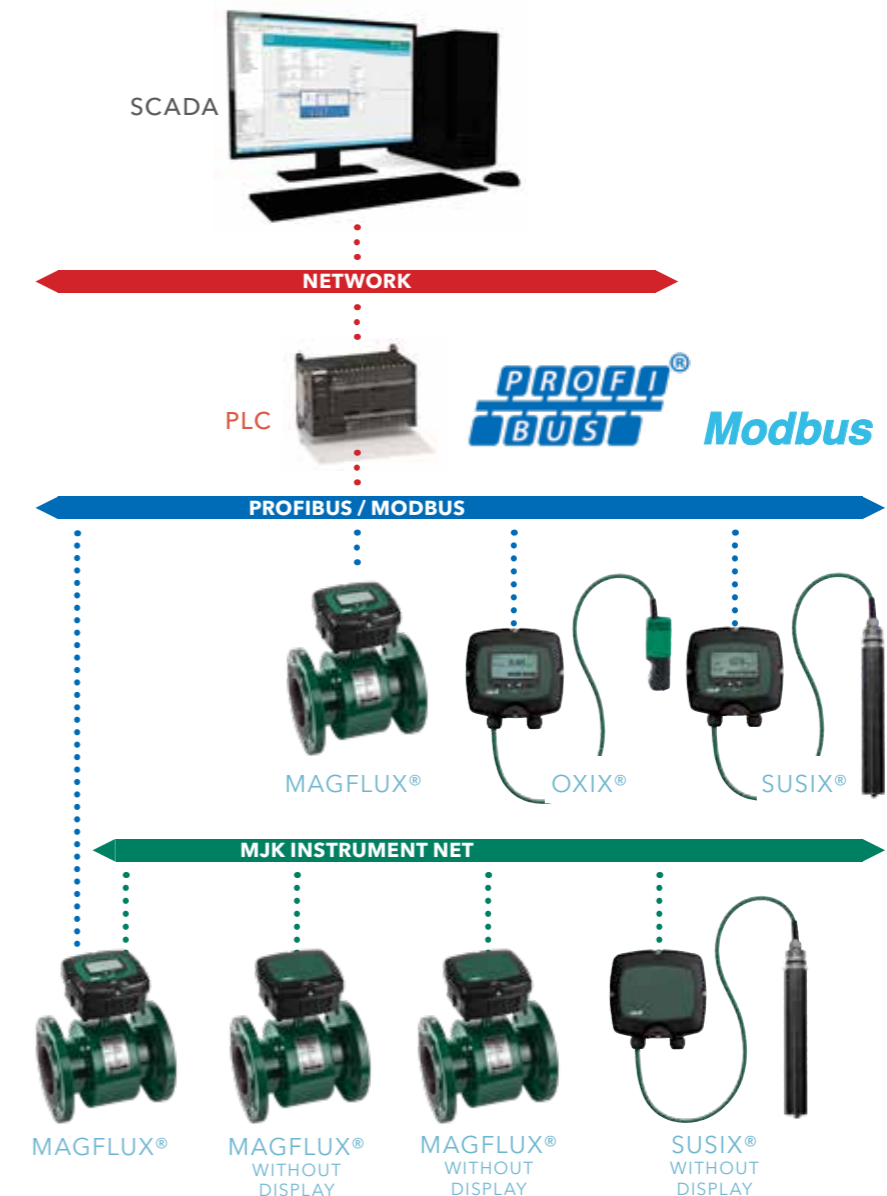 SCADA
NETWORK
PLC
PROFI®
BUS
Modbus
PROFIBUS / MODBUS
MAGFLUX®
OXIX®
SUSIX®
MJK INSTRUMENT NET
MAGFLUX®
MAGFLUX®
WITHOUT
DISPLAY
MAGFLUX®
WITHOUT
DISPLAY
SUSIX®
WITHOUT
DISPLAY